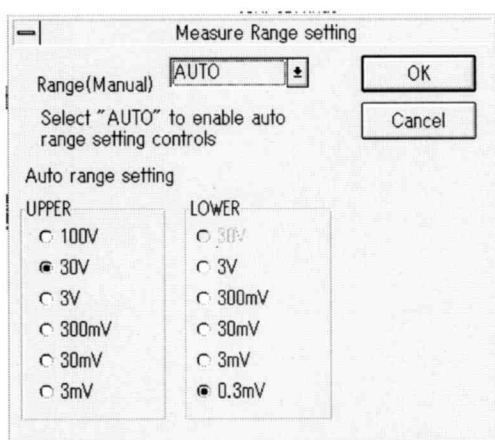 Measure Range setting
Range(Manual) AUTO
OK
Select "AUTO" to enable auto
range setting controls
Cancel
Auto range setting
UPPER
100V
30V
3V
300mV
30mV
3mV
LOWER
30V
3V
300mV
30mV
3mV
0.3mV